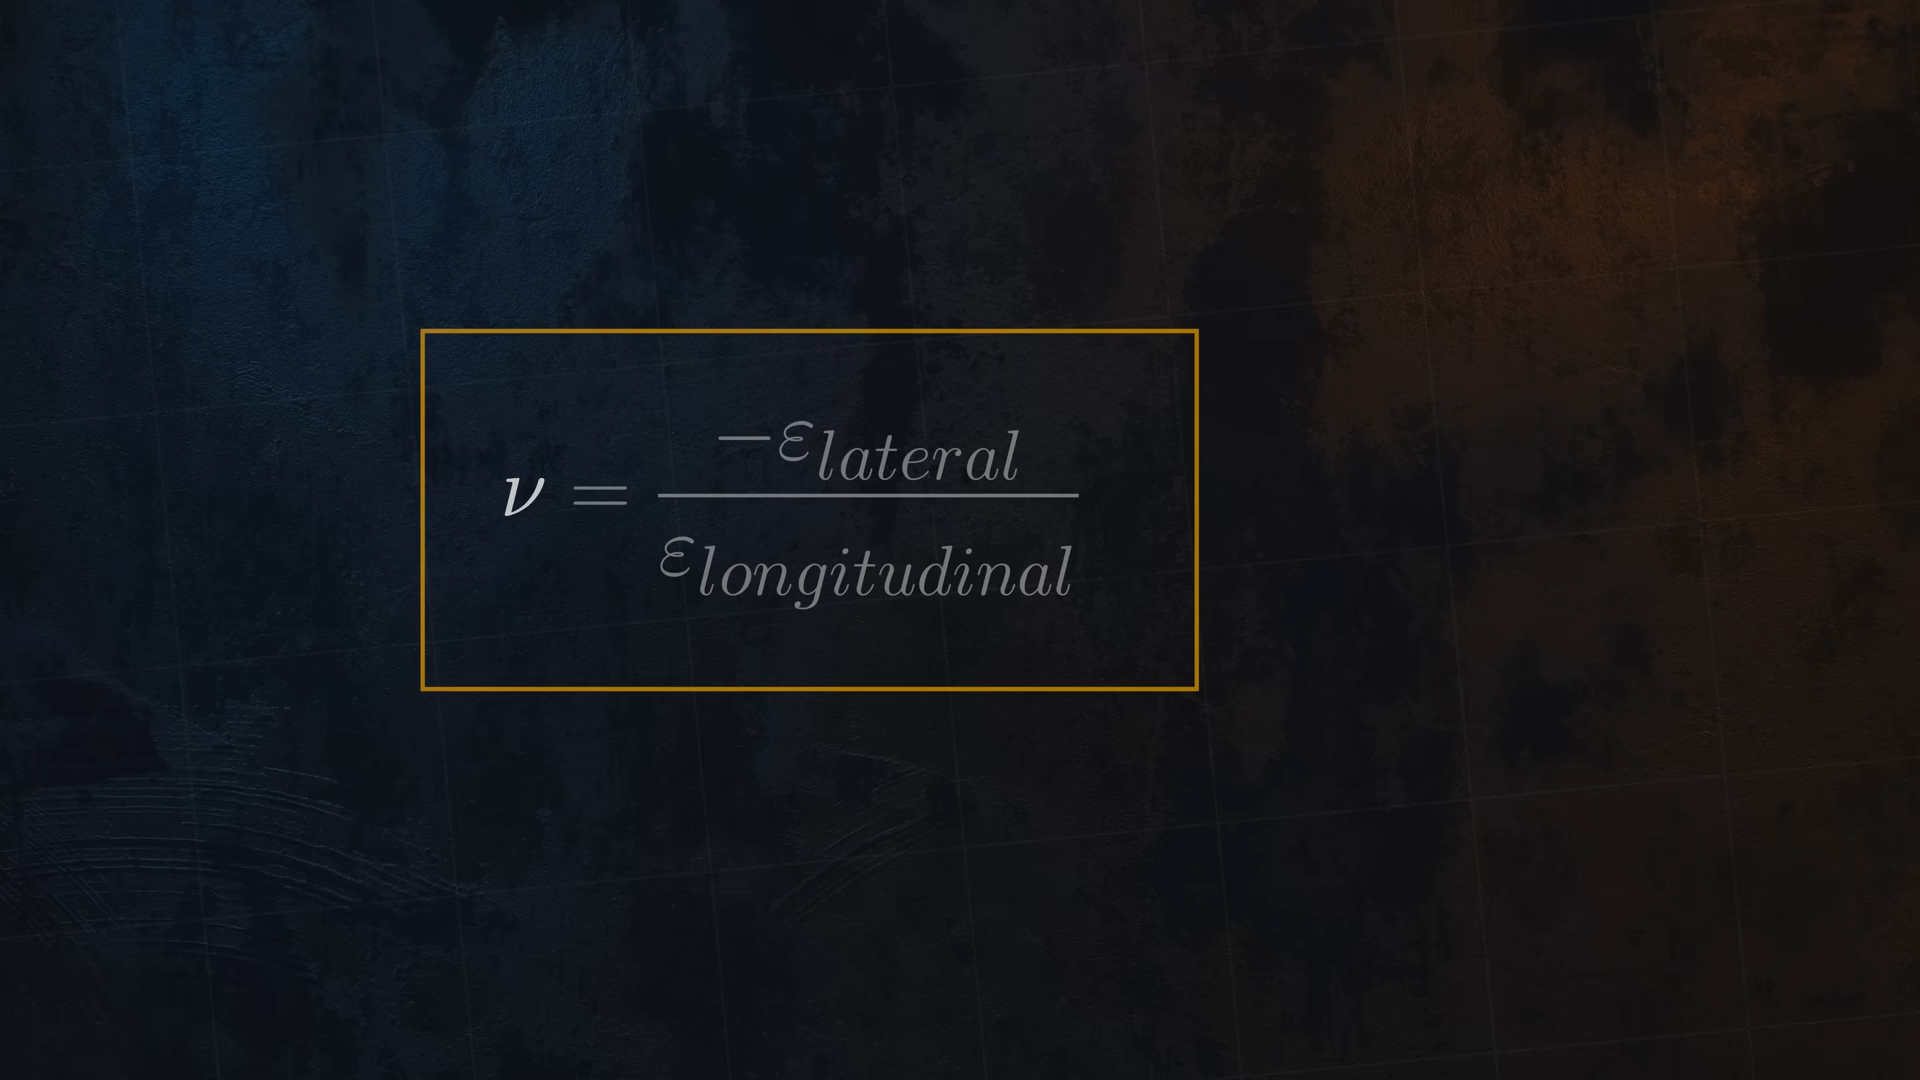 ν = −ε_lateral / ε_longitudinal